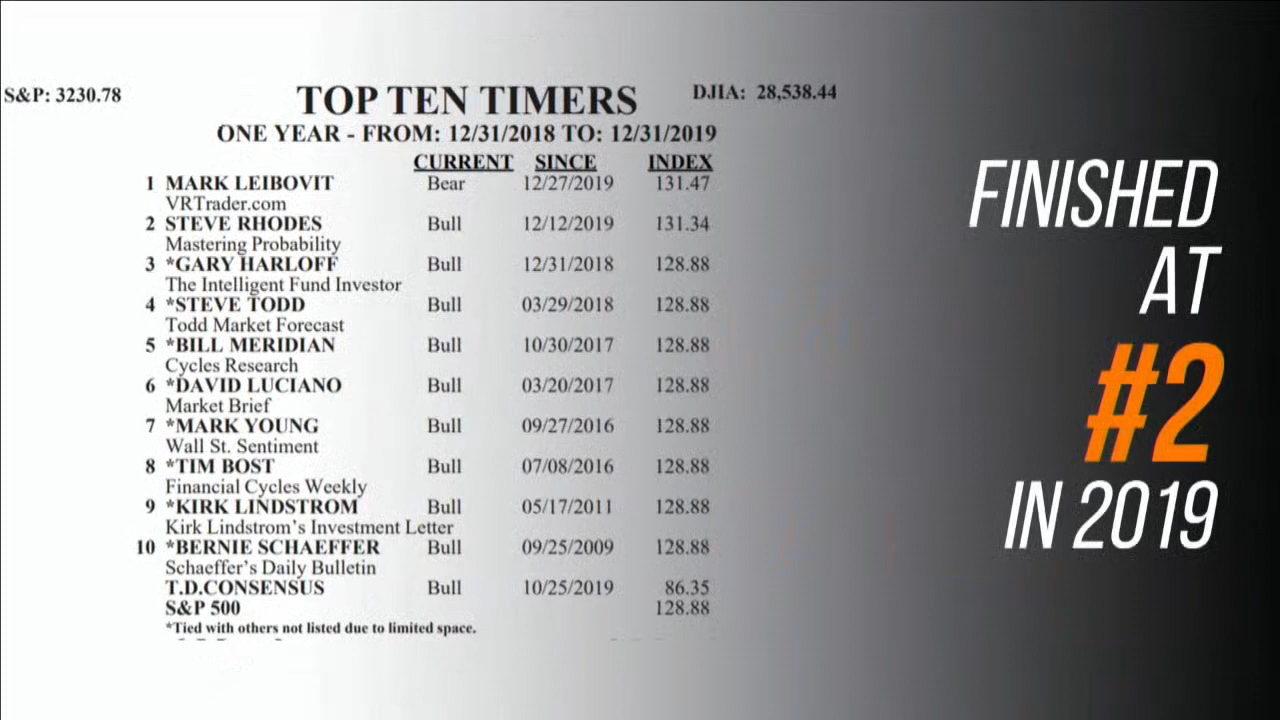 S&P: 3230.78
TOP TEN TIMERS
DJIA: 28,538.44
ONE YEAR - FROM: 12/31/2018 TO: 12/31/2019
CURRENT SINCE INDEX
1 MARK LEIBOVIT Bear 12/27/2019 131.47
VRTrader.com
2 STEVE RHODES Bull 12/12/2019 131.34
Mastering Probability
3 *GARY HARLOFF Bull 12/31/2018 128.88
The Intelligent Fund Investor
4 *STEVE TODD Bull 03/29/2018 128.88
Todd Market Forecast
5 *BILL MERIDIAN Bull 10/30/2017 128.88
Cycles Research
6 *DAVID LUCIANO Bull 03/20/2017 128.88
Market Brief
7 *MARK YOUNG Bull 09/27/2016 128.88
Wall St. Sentiment
8 *TIM BOST Bull 07/08/2016 128.88
Financial Cycles Weekly
9 *KIRK LINDSTROM Bull 05/17/2011 128.88
Kirk Lindstrom's Investment Letter
10 *BERNIE SCHAEFFER Bull 09/25/2009 128.88
Schaeffer's Daily Bulletin
T.D.CONSENSUS Bull 10/25/2019 86.35
S&P 500 128.88
*Tied with others not listed due to limited space.
FINISHED
AT
#2
IN 2019